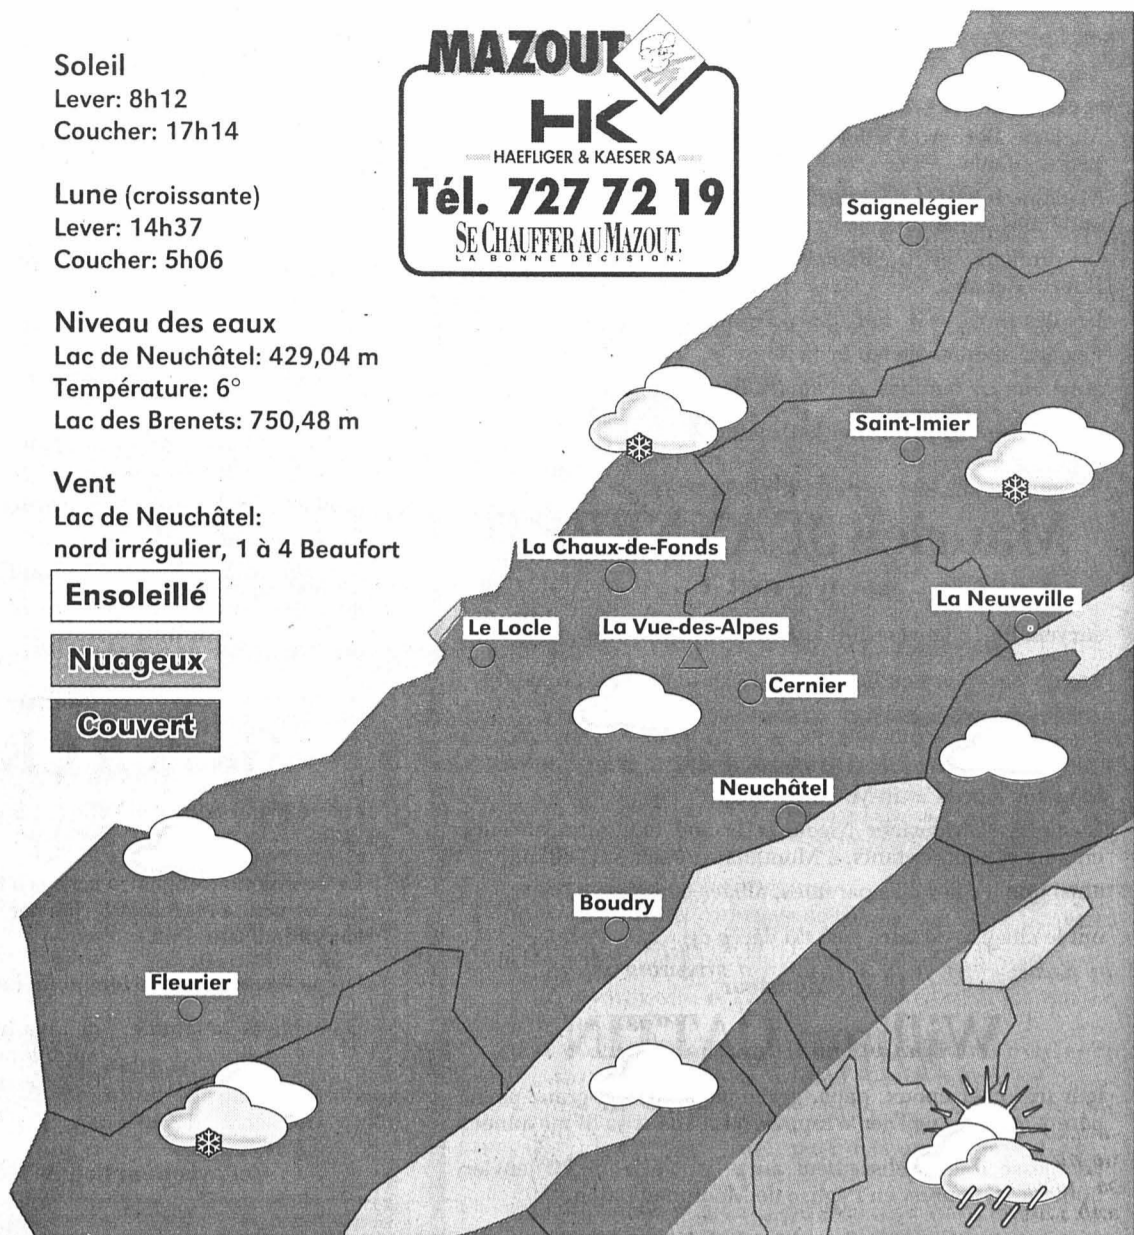 Soleil
Lever: 8h12
Coucher: 17h14
Lune (croissante)
Lever: 14h37
Coucher: 5h06
Niveau des eaux
Lac de Neuchâtel: 429,04 m
Température: 6°
Lac des Brenets: 750,48 m
Vent
Lac de Neuchâtel:
nord irrégulier, 1 à 4 Beaufort
Ensoleillé
Nuageux
Couvert
MAZOUT
HK
HAEFLIGER & KAESER SA
Tél. 727 72 19
SE CHAUFFER AU MAZOUT.
LA BONNE DÉCISION.
Saignelégier
Saint-Imier
La Chaux-de-Fonds
La Neuveville
Le Locle
La Vue-des-Alpes
Cernier
Neuchâtel
Boudry
Fleurier